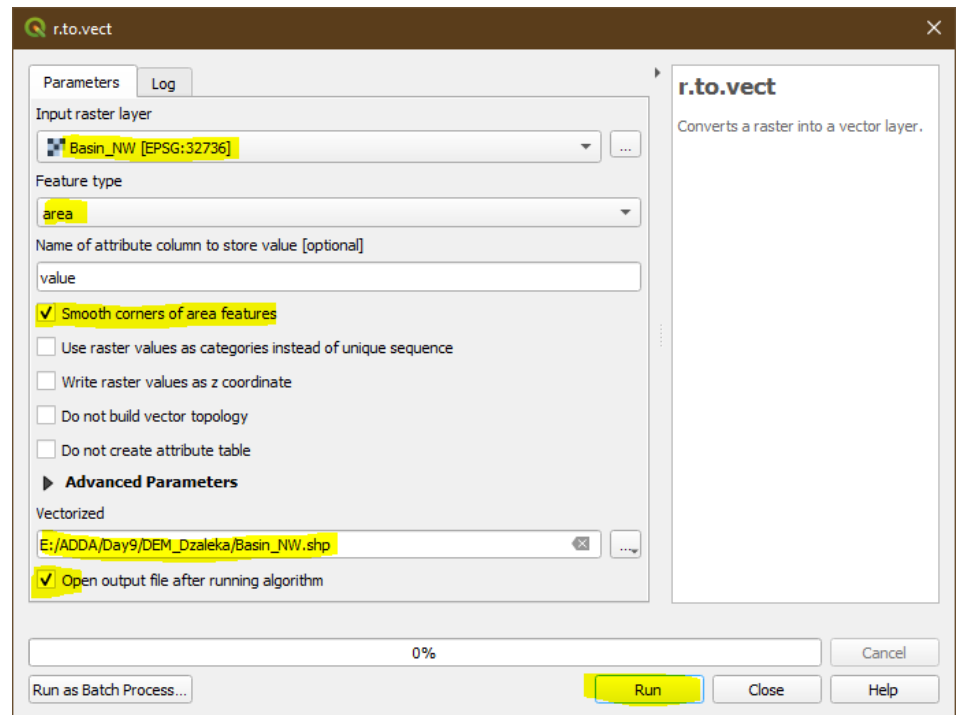 r.to.vect
Parameters
Log
Input raster layer
Basin_NW [EPSG:32736]
...
Feature type
area
Name of attribute column to store value [optional]
value
Smooth corners of area features
Use raster values as categories instead of unique sequence
Write raster values as z coordinate
Do not build vector topology
Do not create attribute table
Advanced Parameters
Vectorized
E:/ADDA/Day9/DEM_Dzaleka/Basin_NW.shp
...
Open output file after running algorithm
r.to.vect
Converts a raster into a vector layer.
0%
Cancel
Run as Batch Process...
Run
Close
Help